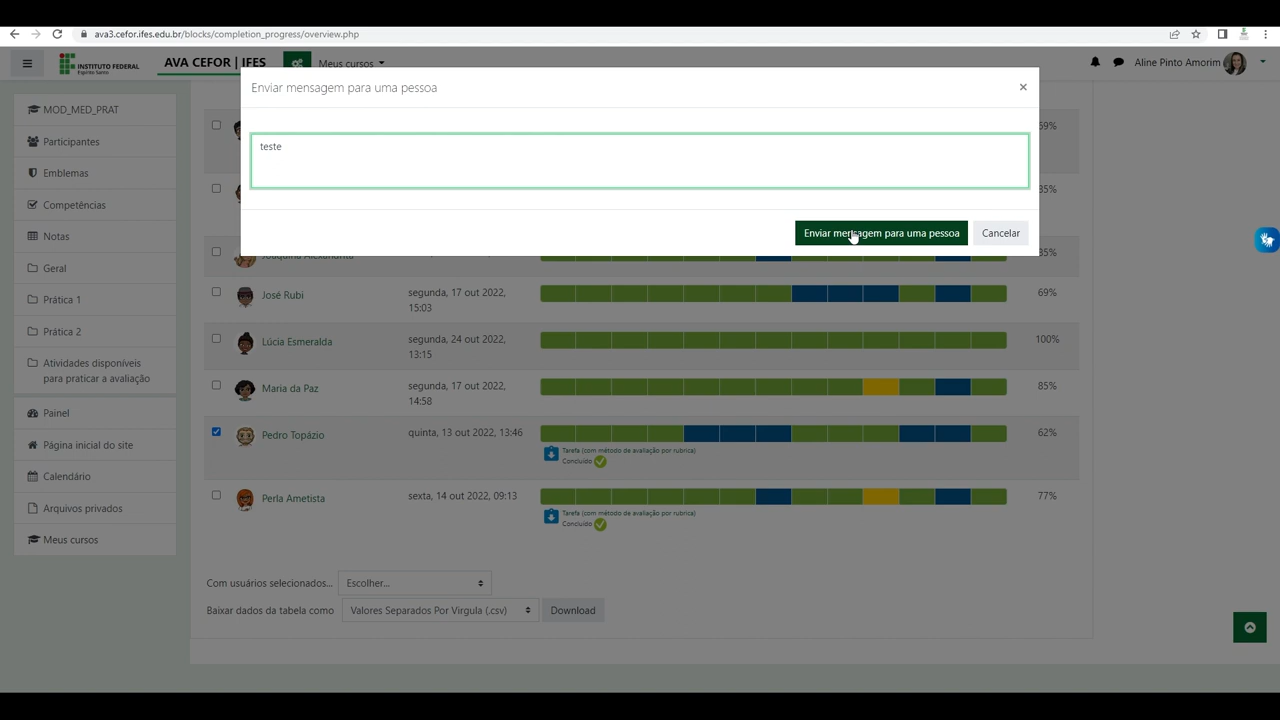 ava3.cefor.ifes.edu.br/blocks/completion_progress/overview.php
INSTITUTO FEDERAL
Espírito Santo
AVA CEFOR | IFES
Meus cursos
Aline Pinto Amorim
Enviar mensagem para uma pessoa
×
teste
Enviar mensagem para uma pessoa
Cancelar
MOD_MED_PRAT
Participantes
Emblemas
Competências
Notas
Geral
Prática 1
Prática 2
Atividades disponíveis
para praticar a avaliação
Painel
Página inicial do site
Calendário
Arquivos privados
Meus cursos
69%
85%
Joaquina Alexandrita
85%
José Rubi
segunda, 17 out 2022,
15:03
69%
Lúcia Esmeralda
segunda, 24 out 2022,
13:15
100%
Maria da Paz
segunda, 17 out 2022,
14:58
85%
Pedro Topázio
quinta, 13 out 2022, 13:46
62%
Tarefa (com método de avaliação por rubrica)
Concluído
Perla Ametista
sexta, 14 out 2022, 09:13
77%
Tarefa (com método de avaliação por rubrica)
Concluído
Com usuários selecionados...
Escolher...
Baixar dados da tabela como
Valores Separados Por Virgula (.csv)
Download